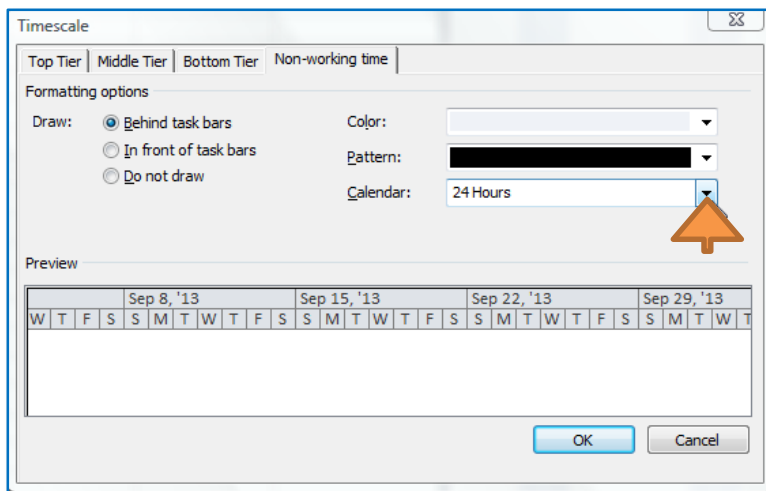 Timescale
Top Tier Middle Tier Bottom Tier Non-working time
Formatting options
Draw: Behind task bars Color:
In front of task bars Pattern:
Do not draw Calendar: 24 Hours
Preview
Sep 8, '13 Sep 15, '13 Sep 22, '13 Sep 29, '13
W T F S S M T W T F S S M T W T F S S M T W T F S S M T W T
OK Cancel